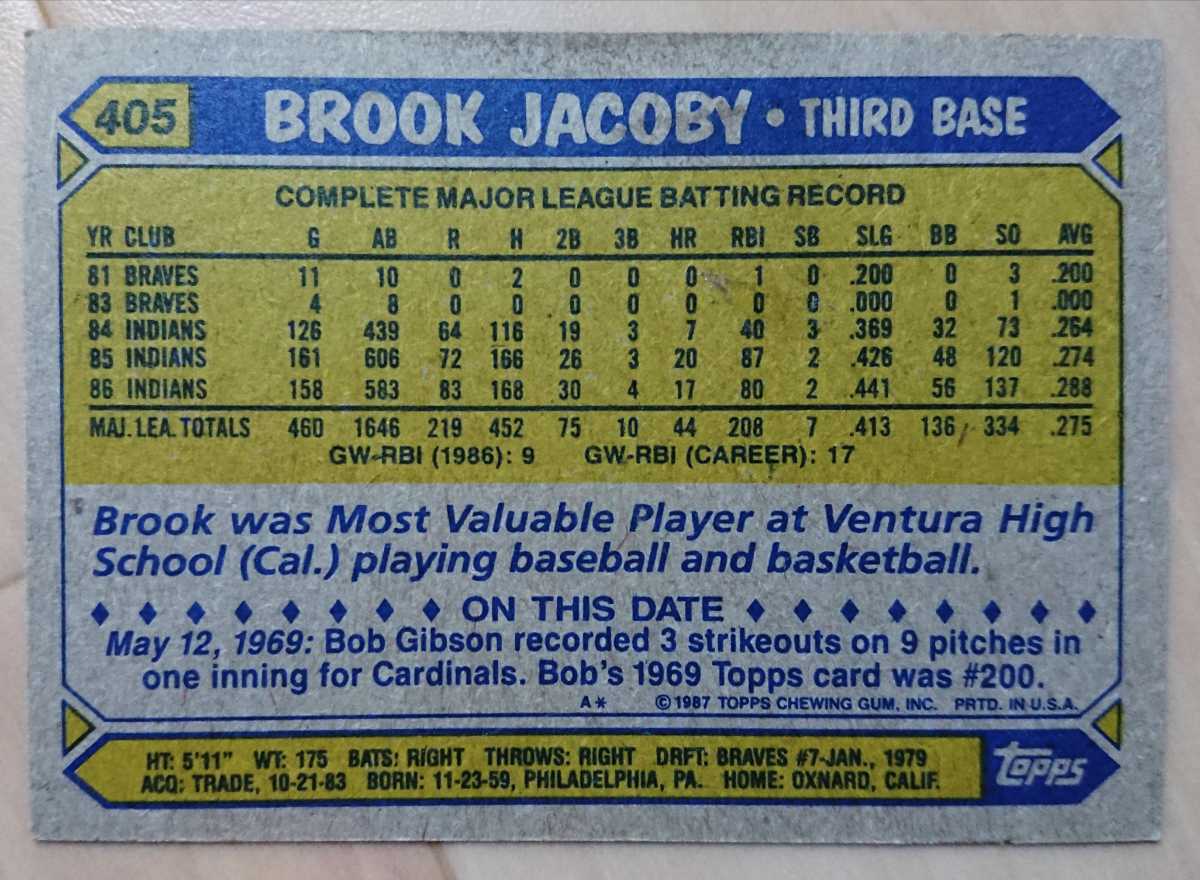 405 BROOK JACOBY • THIRD BASE
COMPLETE MAJOR LEAGUE BATTING RECORD
YR CLUB G AB R H 2B 3B HR RBI SB SLG BB SO AVG
81 BRAVES 11 10 0 2 0 0 0 1 0 .200 0 3 .200
83 BRAVES 4 8 0 0 0 0 0 0 0 .000 0 1 .000
84 INDIANS 126 439 64 116 19 3 7 40 3 .369 32 73 .264
85 INDIANS 161 606 72 166 26 3 20 87 2 .426 48 120 .274
86 INDIANS 158 583 83 168 30 4 17 80 2 .441 56 137 .288
MAJ. LEA. TOTALS 460 1646 219 452 75 10 44 208 7 .413 136 334 .275
GW-RBI (1986): 9 GW-RBI (CAREER): 17
Brook was Most Valuable Player at Ventura High
School (Cal.) playing baseball and basketball.
♦ ♦ ♦ ♦ ♦ ♦ ♦ ♦ ON THIS DATE ♦ ♦ ♦ ♦ ♦ ♦ ♦ ♦
May 12, 1969: Bob Gibson recorded 3 strikeouts on 9 pitches in
one inning for Cardinals. Bob's 1969 Topps card was #200.
A* ©1987 TOPPS CHEWING GUM, INC. PRTD. IN U.S.A.
HT: 5'11" WT: 175 BATS: RIGHT THROWS: RIGHT DRFT: BRAVES #7-JAN., 1979
ACQ: TRADE, 10-21-83 BORN: 11-23-59, PHILADELPHIA, PA. HOME: OXNARD, CALIF.
topps